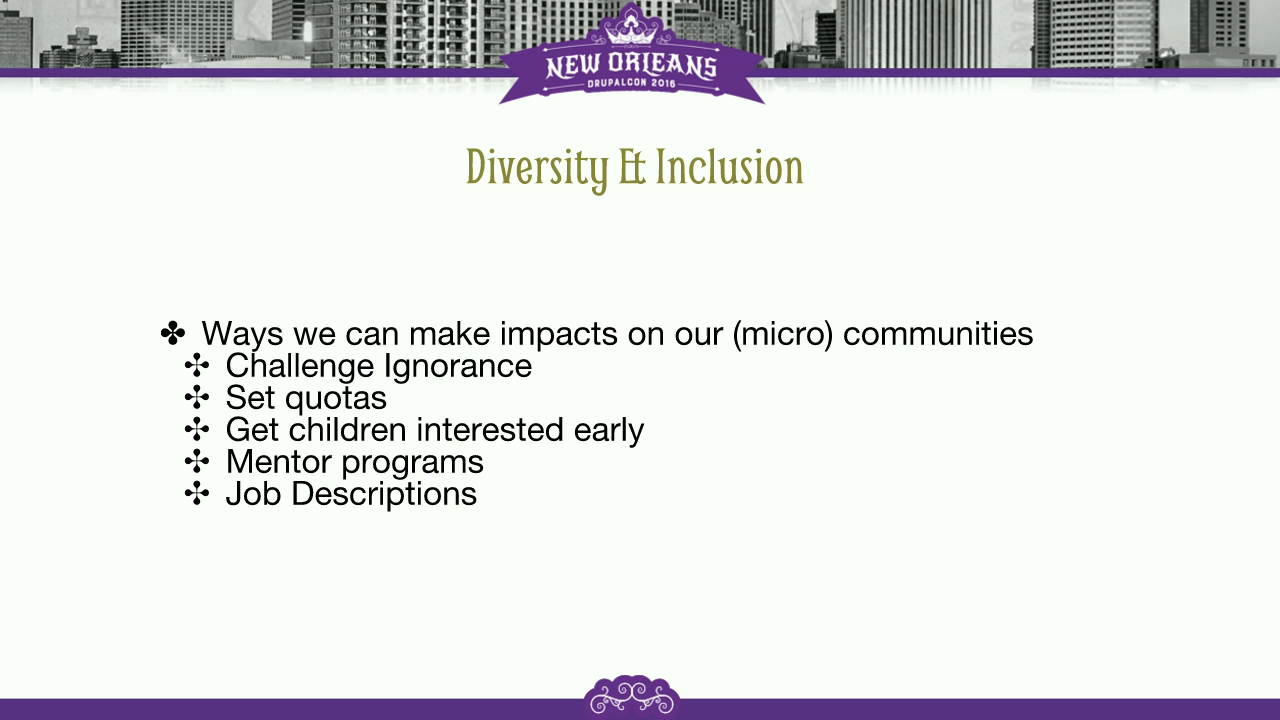 NEW ORLEANS
DRUPALCON 2016
Diversity & Inclusion
✤ Ways we can make impacts on our (micro) communities
✣ Challenge Ignorance
✣ Set quotas
✣ Get children interested early
✣ Mentor programs
✣ Job Descriptions